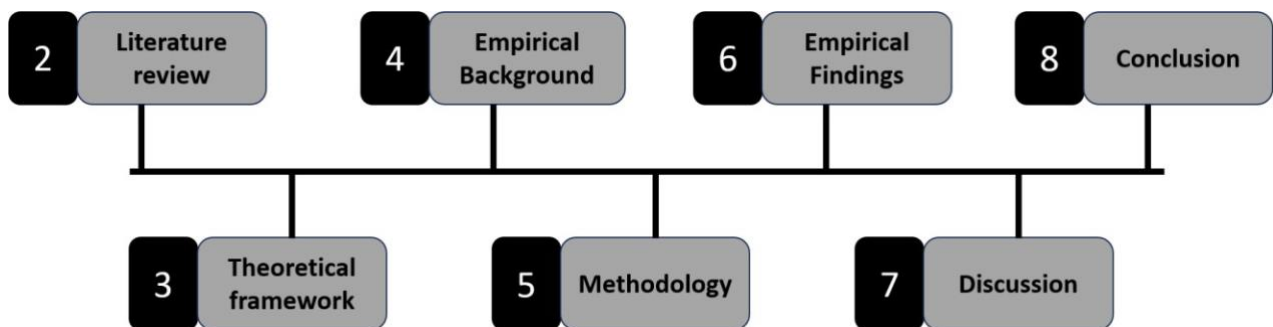 2
Literature
review
4
Empirical
Background
6
Empirical
Findings
8
Conclusion
3
Theoretical
framework
5
Methodology
7
Discussion